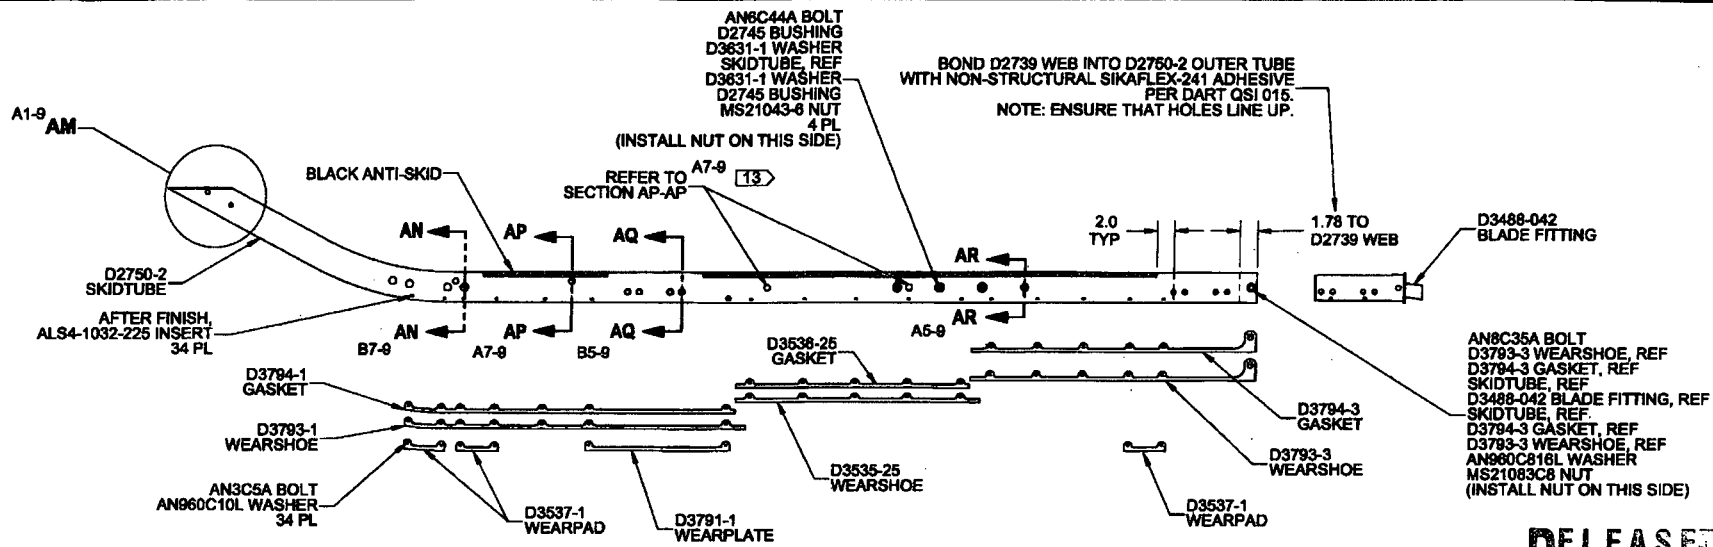 AN6C44A BOLT
D2745 BUSHING
D3631-1 WASHER
SKIDTUBE, REF
D3631-1 WASHER
D2745 BUSHING
MS21043-6 NUT
4 PL
(INSTALL NUT ON THIS SIDE)
BOND D2739 WEB INTO D2750-2 OUTER TUBE
WITH NON-STRUCTURAL SIKAFLEX-241 ADHESIVE
PER DART QSI 015.
NOTE: ENSURE THAT HOLES LINE UP.
A1-9 AM
BLACK ANTI-SKID
REFER TO
SECTION AP-AP
A7-9
13
2.0
TYP
1.78 TO
D2739 WEB
D3488-042
BLADE FITTING
AN
AP
AQ
AR
D2750-2
SKIDTUBE
AFTER FINISH,
ALS4-1032-225 INSERT
34 PL
AN
AP
AQ
AR
B7-9
A7-9
B5-9
A5-9
D3794-1
GASKET
D3793-1
WEARSHOE
AN3C5A BOLT
AN960C10L WASHER
34 PL
D3537-1
WEARPAD
D3791-1
WEARPLATE
D3536-25
GASKET
D3535-25
WEARSHOE
D3794-3
GASKET
D3793-3
WEARSHOE
D3537-1
WEARPAD
AN8C35A BOLT
D3793-3 WEARSHOE, REF
D3794-3 GASKET, REF
SKIDTUBE, REF
D3488-042 BLADE FITTING, REF
SKIDTUBE, REF.
D3794-3 GASKET, REF
D3793-3 WEARSHOE, REF
AN960C816L WASHER
MS21083C8 NUT
(INSTALL NUT ON THIS SIDE)